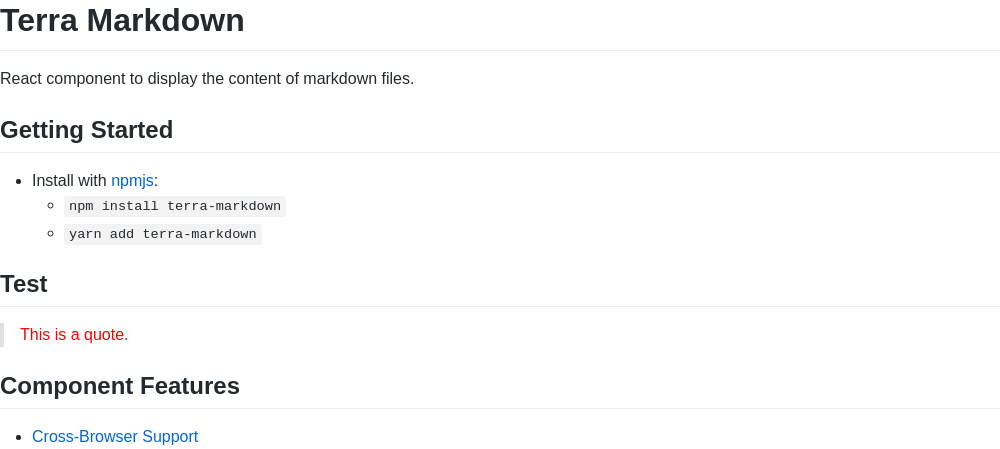 Terra Markdown
React component to display the content of markdown files.
Getting Started
Install with npmjs:
npm install terra-markdown
yarn add terra-markdown
Test
This is a quote.
Component Features
Cross-Browser Support